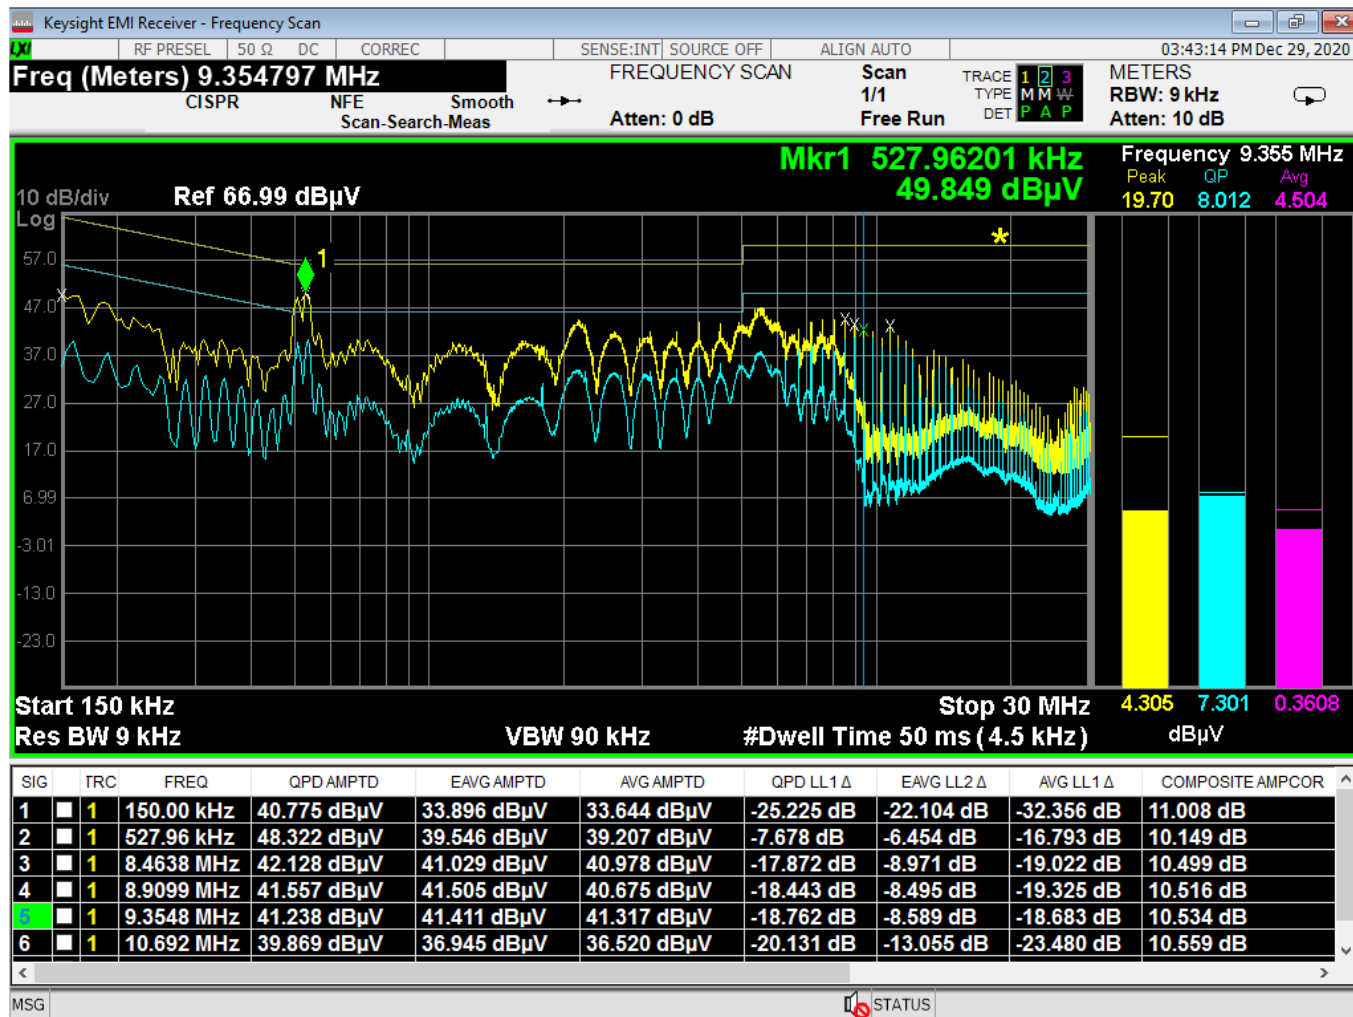 Keysight EMI Receiver - Frequency Scan
LXI RF PRESEL 50 Ω DC CORREC SENSE:INT SOURCE OFF ALIGN AUTO 03:43:14 PM Dec 29, 2020
Freq (Meters) 9.354797 MHz FREQUENCY SCAN Scan TRACE 1 2 3 METERS
CISPR NFE Smooth 1/1 TYPE M M W RBW: 9 kHz
Scan-Search-Meas Atten: 0 dB Free Run DET P A P Atten: 10 dB
Mkr1 527.96201 kHz Frequency 9.355 MHz
49.849 dBµV Peak QP Avg
10 dB/div Ref 66.99 dBµV 19.70 8.012 4.504
Log
57.0 1 *
47.0
37.0
27.0
17.0
6.99
-3.01
-13.0
-23.0
Start 150 kHz Stop 30 MHz 4.305 7.301 0.3608
Res BW 9 kHz VBW 90 kHz #Dwell Time 50 ms (4.5 kHz) dBµV
SIG TRC FREQ QPD AMPTD EAVG AMPTD AVG AMPTD QPD LL1 Δ EAVG LL2 Δ AVG LL1 Δ COMPOSITE AMPCOR
1 1 150.00 kHz 40.775 dBµV 33.896 dBµV 33.644 dBµV -25.225 dB -22.104 dB -32.356 dB 11.008 dB
2 1 527.96 kHz 48.322 dBµV 39.546 dBµV 39.207 dBµV -7.678 dB -6.454 dB -16.793 dB 10.149 dB
3 1 8.4638 MHz 42.128 dBµV 41.029 dBµV 40.978 dBµV -17.872 dB -8.971 dB -19.022 dB 10.499 dB
4 1 8.9099 MHz 41.557 dBµV 41.505 dBµV 40.675 dBµV -18.443 dB -8.495 dB -19.325 dB 10.516 dB
5 1 9.3548 MHz 41.238 dBµV 41.411 dBµV 41.317 dBµV -18.762 dB -8.589 dB -18.683 dB 10.534 dB
6 1 10.692 MHz 39.869 dBµV 36.945 dBµV 36.520 dBµV -20.131 dB -13.055 dB -23.480 dB 10.559 dB
MSG STATUS